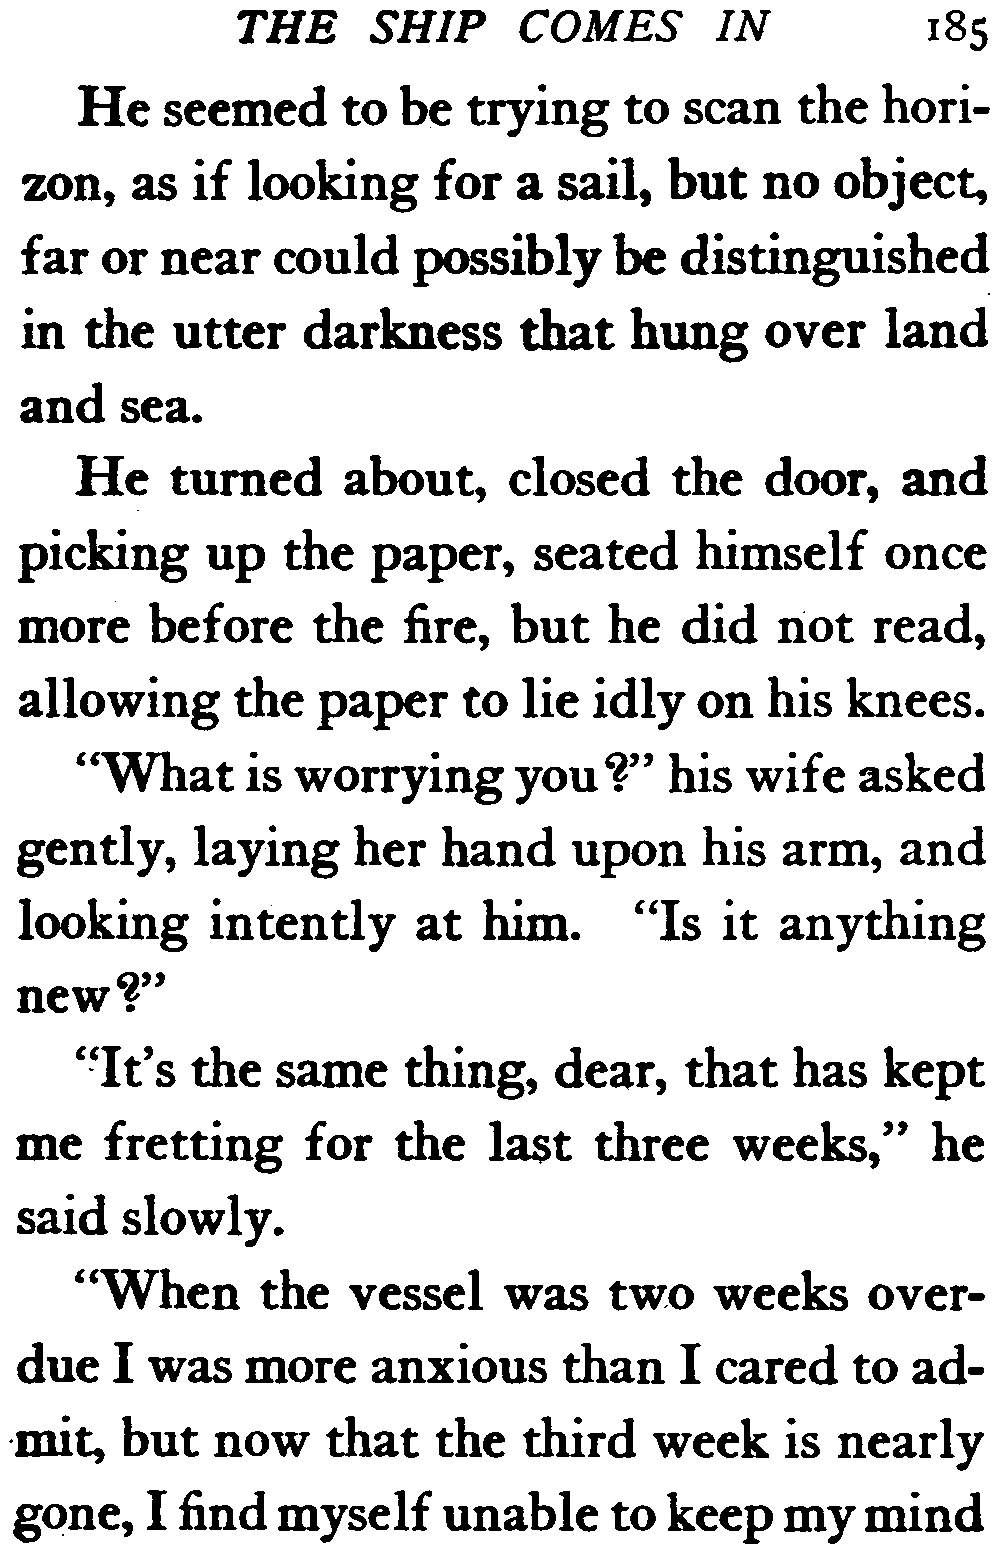 THE SHIP COMES IN 185
He seemed to be trying to scan the hori-
zon, as if looking for a sail, but no object,
far or near could possibly be distinguished
in the utter darkness that hung over land
and sea.
He turned about, closed the door, and
picking up the paper, seated himself once
more before the fire, but he did not read,
allowing the paper to lie idly on his knees.
“What is worrying you?” his wife asked
gently, laying her hand upon his arm, and
looking intently at him. “Is it anything
new?”
“It’s the same thing, dear, that has kept
me fretting for the last three weeks,” he
said slowly.
“When the vessel was two weeks over-
due I was more anxious than I cared to ad-
mit, but now that the third week is nearly
gone, I find myself unable to keep my mind